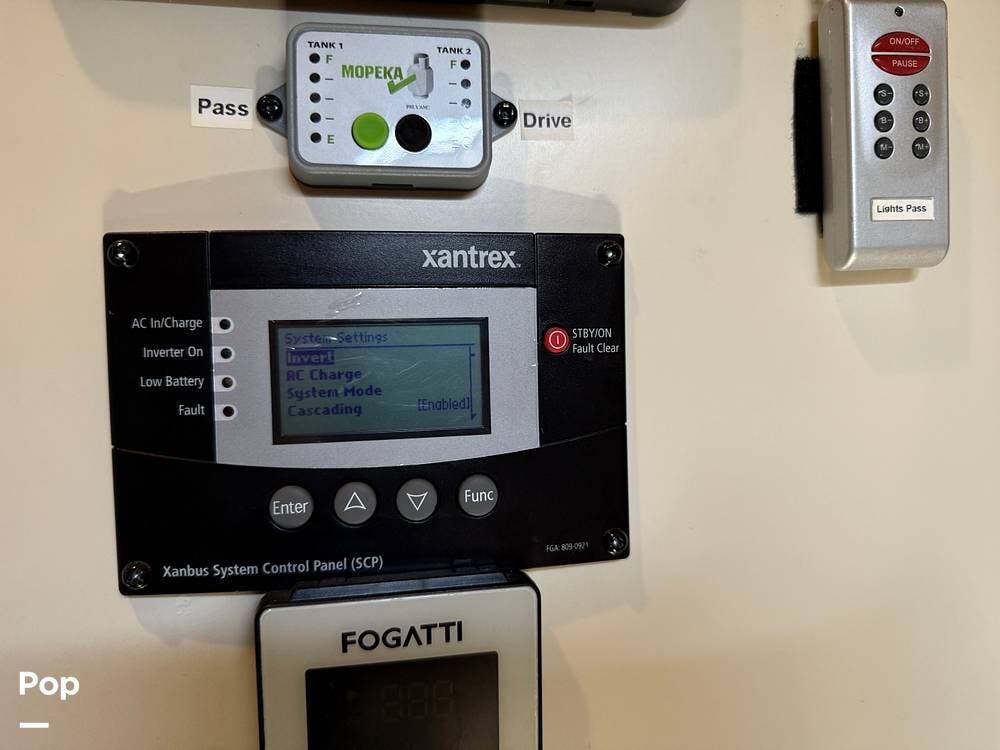 TANK 1
TANK 2
F
F
MOPEKA
E
Pass
Drive
ON/OFF
PAUSE
S-
S+
B-
B+
M-
M+
Lights Pass
xantrex
AC In/Charge
Inverter On
Low Battery
Fault
System Settings
Invert
AC Charge
System Mode
Cascading [Enabled]
STBY/ON
Fault Clear
Enter
Func
FGA: 809-0921
Xanbus System Control Panel (SCP)
FOGATTI
Pop